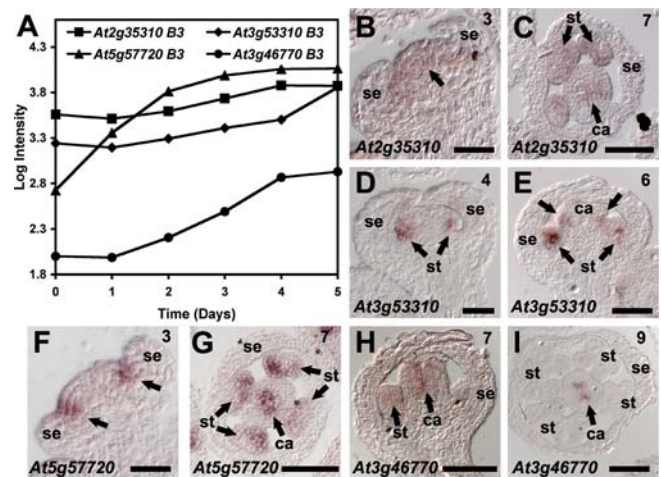 A
At2g35310 B3
At3g53310 B3
At5g57720 B3
At3g46770 B3
Log Intensity
4.3
3.8
3.3
2.8
2.3
1.8
0 1 2 3 4 5
Time (Days)
B 3
se
se
At2g35310
C 7
st
se
ca
At2g35310
D 4
se
se
st
At3g53310
E 6
ca
se
st
At3g53310
F 3
se
se
At5g57720
G 7
se
st
st
ca
At5g57720
H 7
se
st
ca
At3g46770
I 9
st
st
se
st
st
ca
st
At3g46770